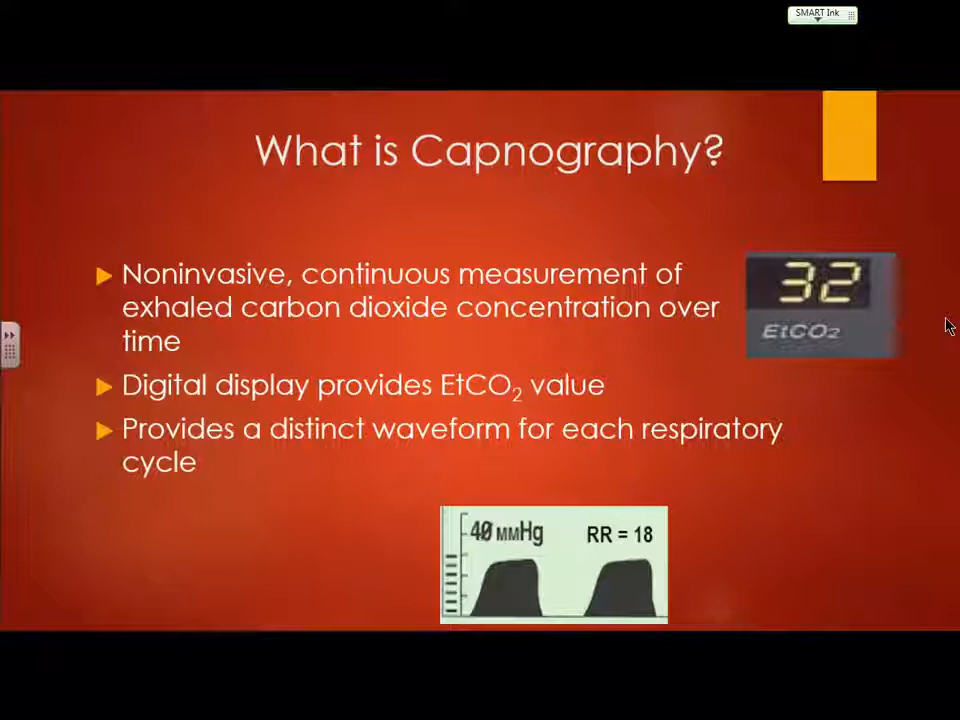 SMART Ink
What is Capnography?
Noninvasive, continuous measurement of
exhaled carbon dioxide concentration over
time
32
EtCO2
Digital display provides EtCO₂ value
Provides a distinct waveform for each respiratory
cycle
40 MMHg RR = 18